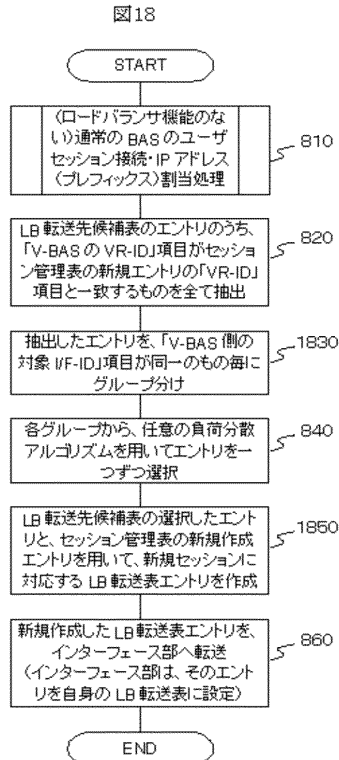 図18
START
(ロードバランサ機能のな
い)通常の BAS のユーザ
セッション接続・IP アドレス
(プレフィックス)割当処理
810
LB 転送先候補表のエントリのうち、
「V-BAS の VR-ID」項目がセッショ
ン管理表の新規エントリの「VR-ID」
項目と一致するものを全て抽出
820
抽出したエントリを、「V-BAS 側の
対象 I/F-ID」項目が同一のもの毎に
グループ分け
1830
各グループから、任意の負荷分散
アルゴリズムを用いてエントリを一
つずつ選択
840
LB 転送先候補表の選択したエント
リと、セッション管理表の新規作成
エントリを用いて、新規セッションに
対応する LB 転送表エントリを作成
1850
新規作成した LB 転送表エントリを、
インターフェース部へ転送
(インターフェース部は、そのエント
リを自身の LB 転送表に設定)
860
END